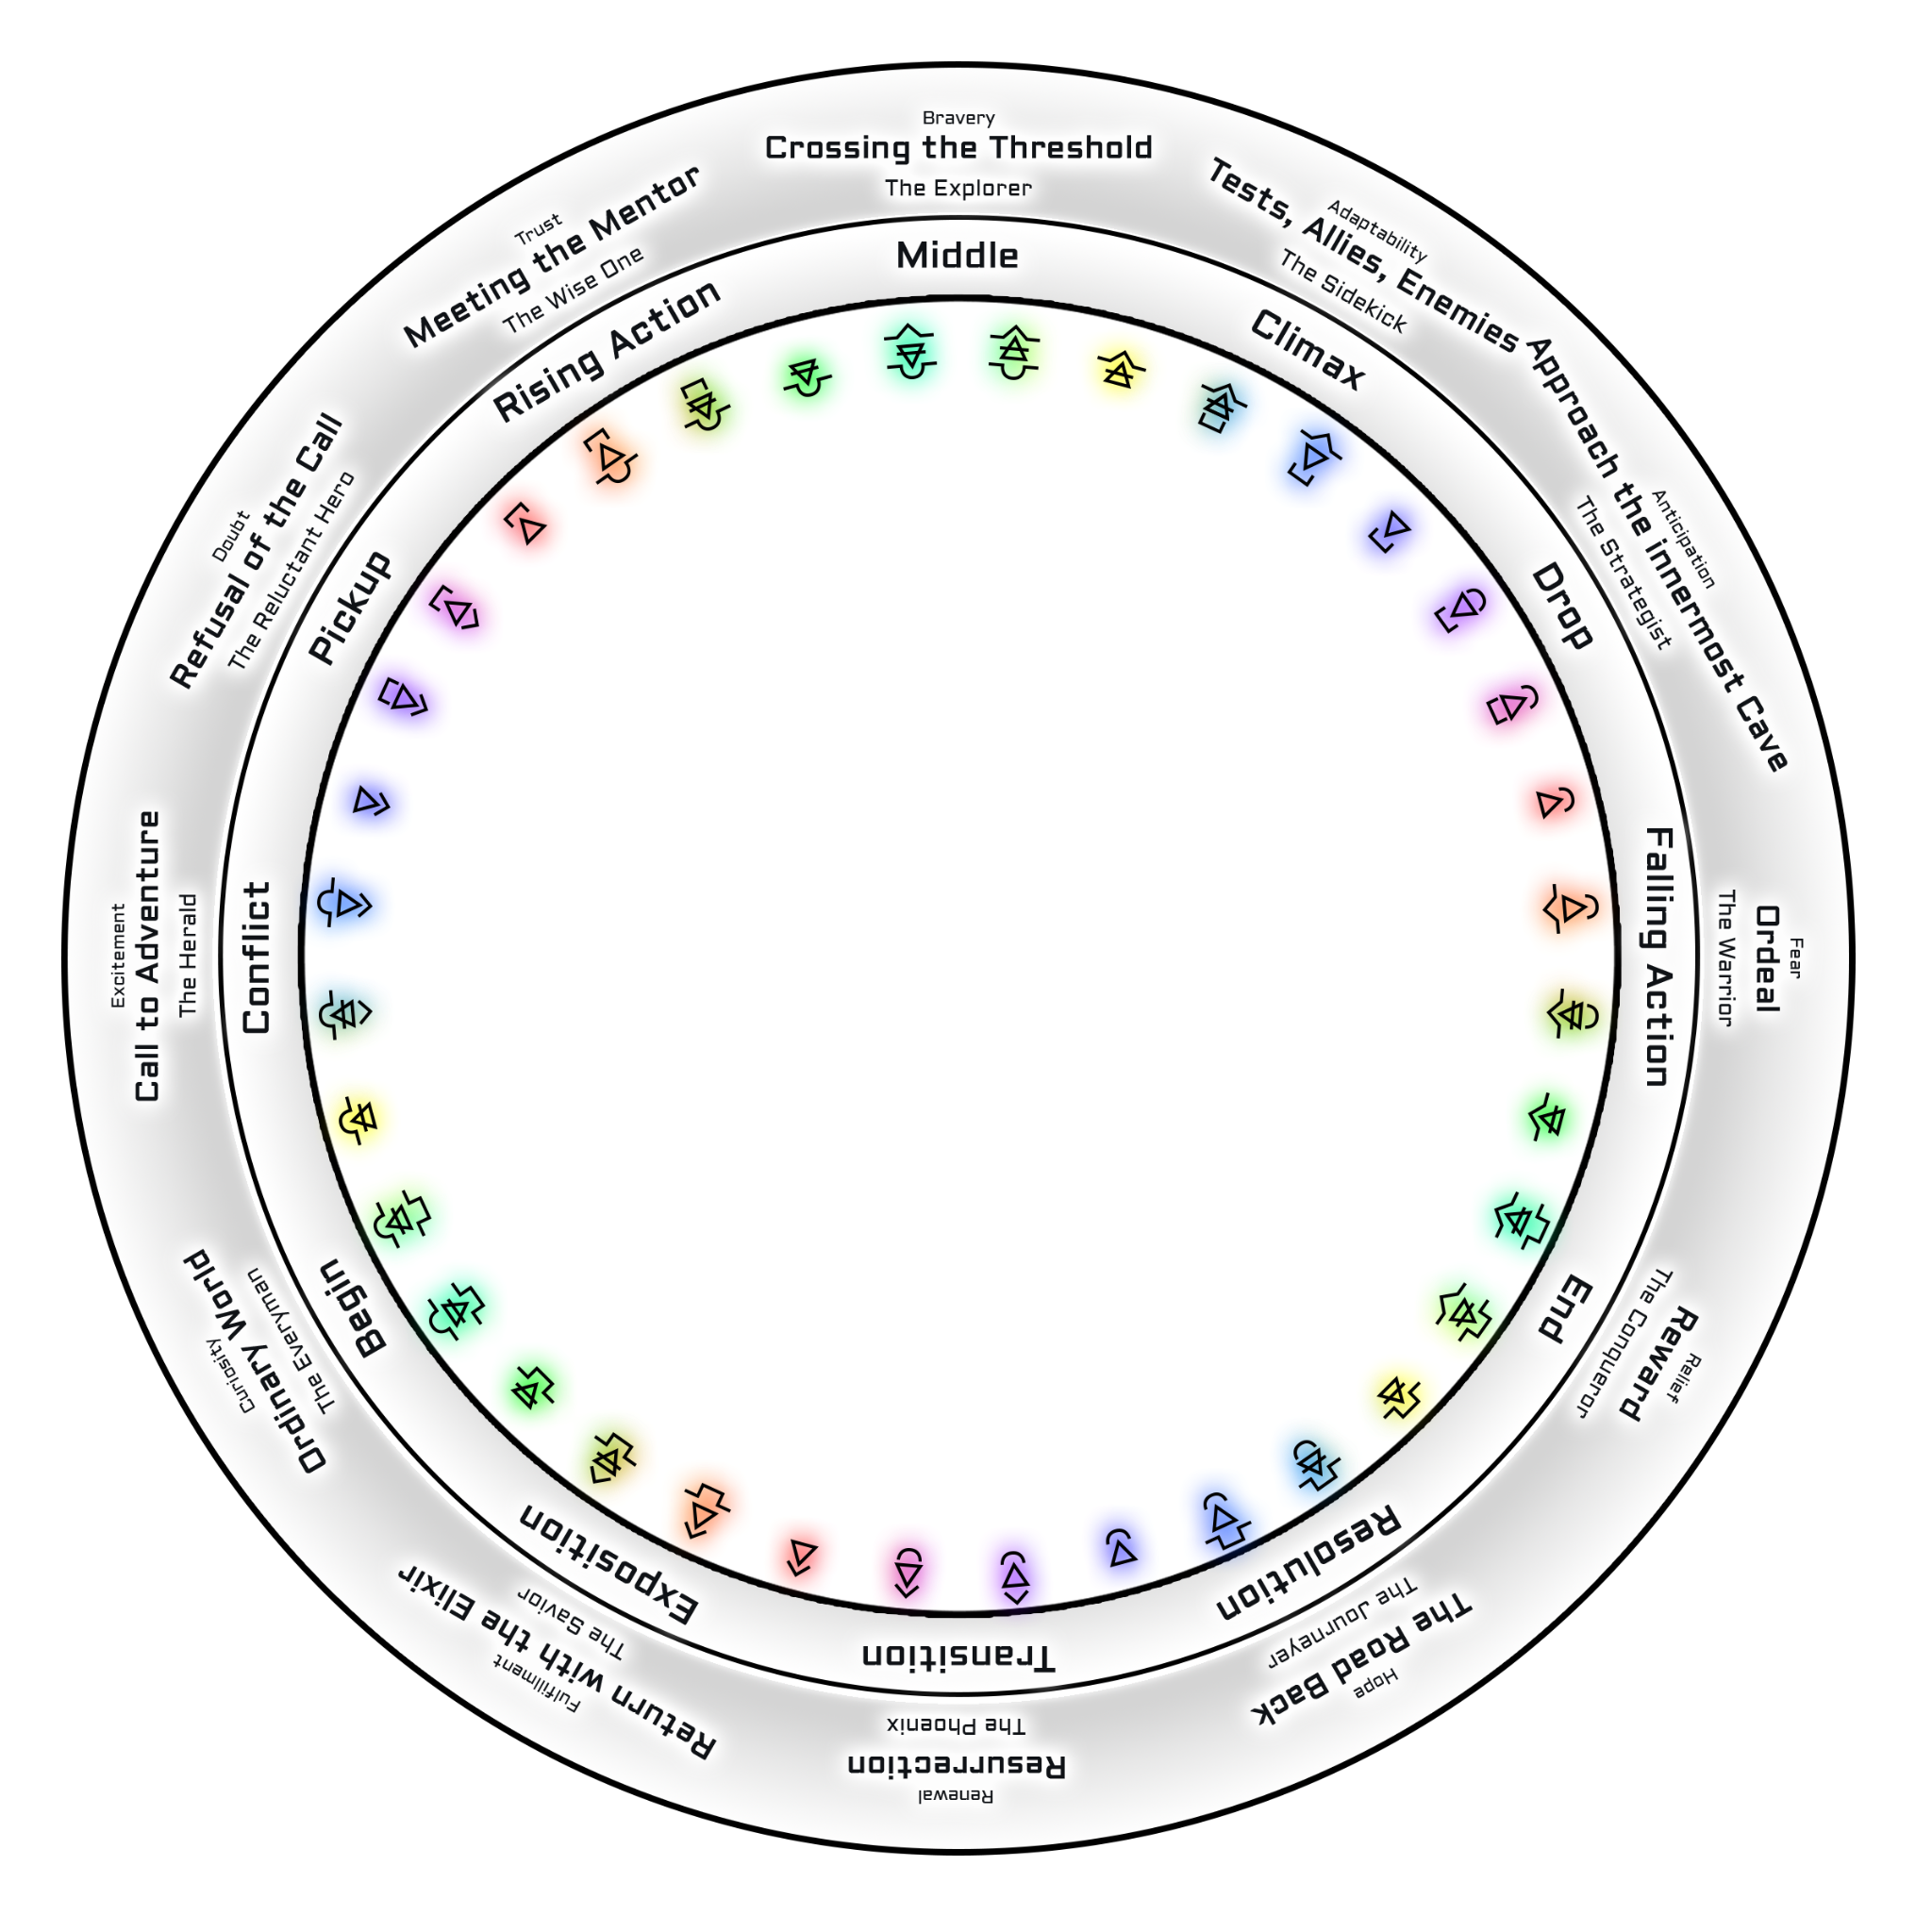 Bravery
Crossing the Threshold
The Explorer
Adaptability
Tests, Allies, Enemies
The Sidekick
Anticipation
Approach the innermost Cave
The Strategist
Fear
Ordeal
The Warrior
Relief
Reward
The Conqueror
Hope
The Road Back
The Journeyer
Renewal
Resurrection
The Phoenix
Fulfillment
Return with the Elixir
The Savior
Curiosity
Ordinary World
The Everyman
Excitement
Call to Adventure
The Herald
Doubt
Refusal of the Call
The Reluctant Hero
Trust
Meeting the Mentor
The Wise One
Middle
Climax
Drop
Falling Action
End
Resolution
Transition
Exposition
Begin
Conflict
Pickup
Rising Action